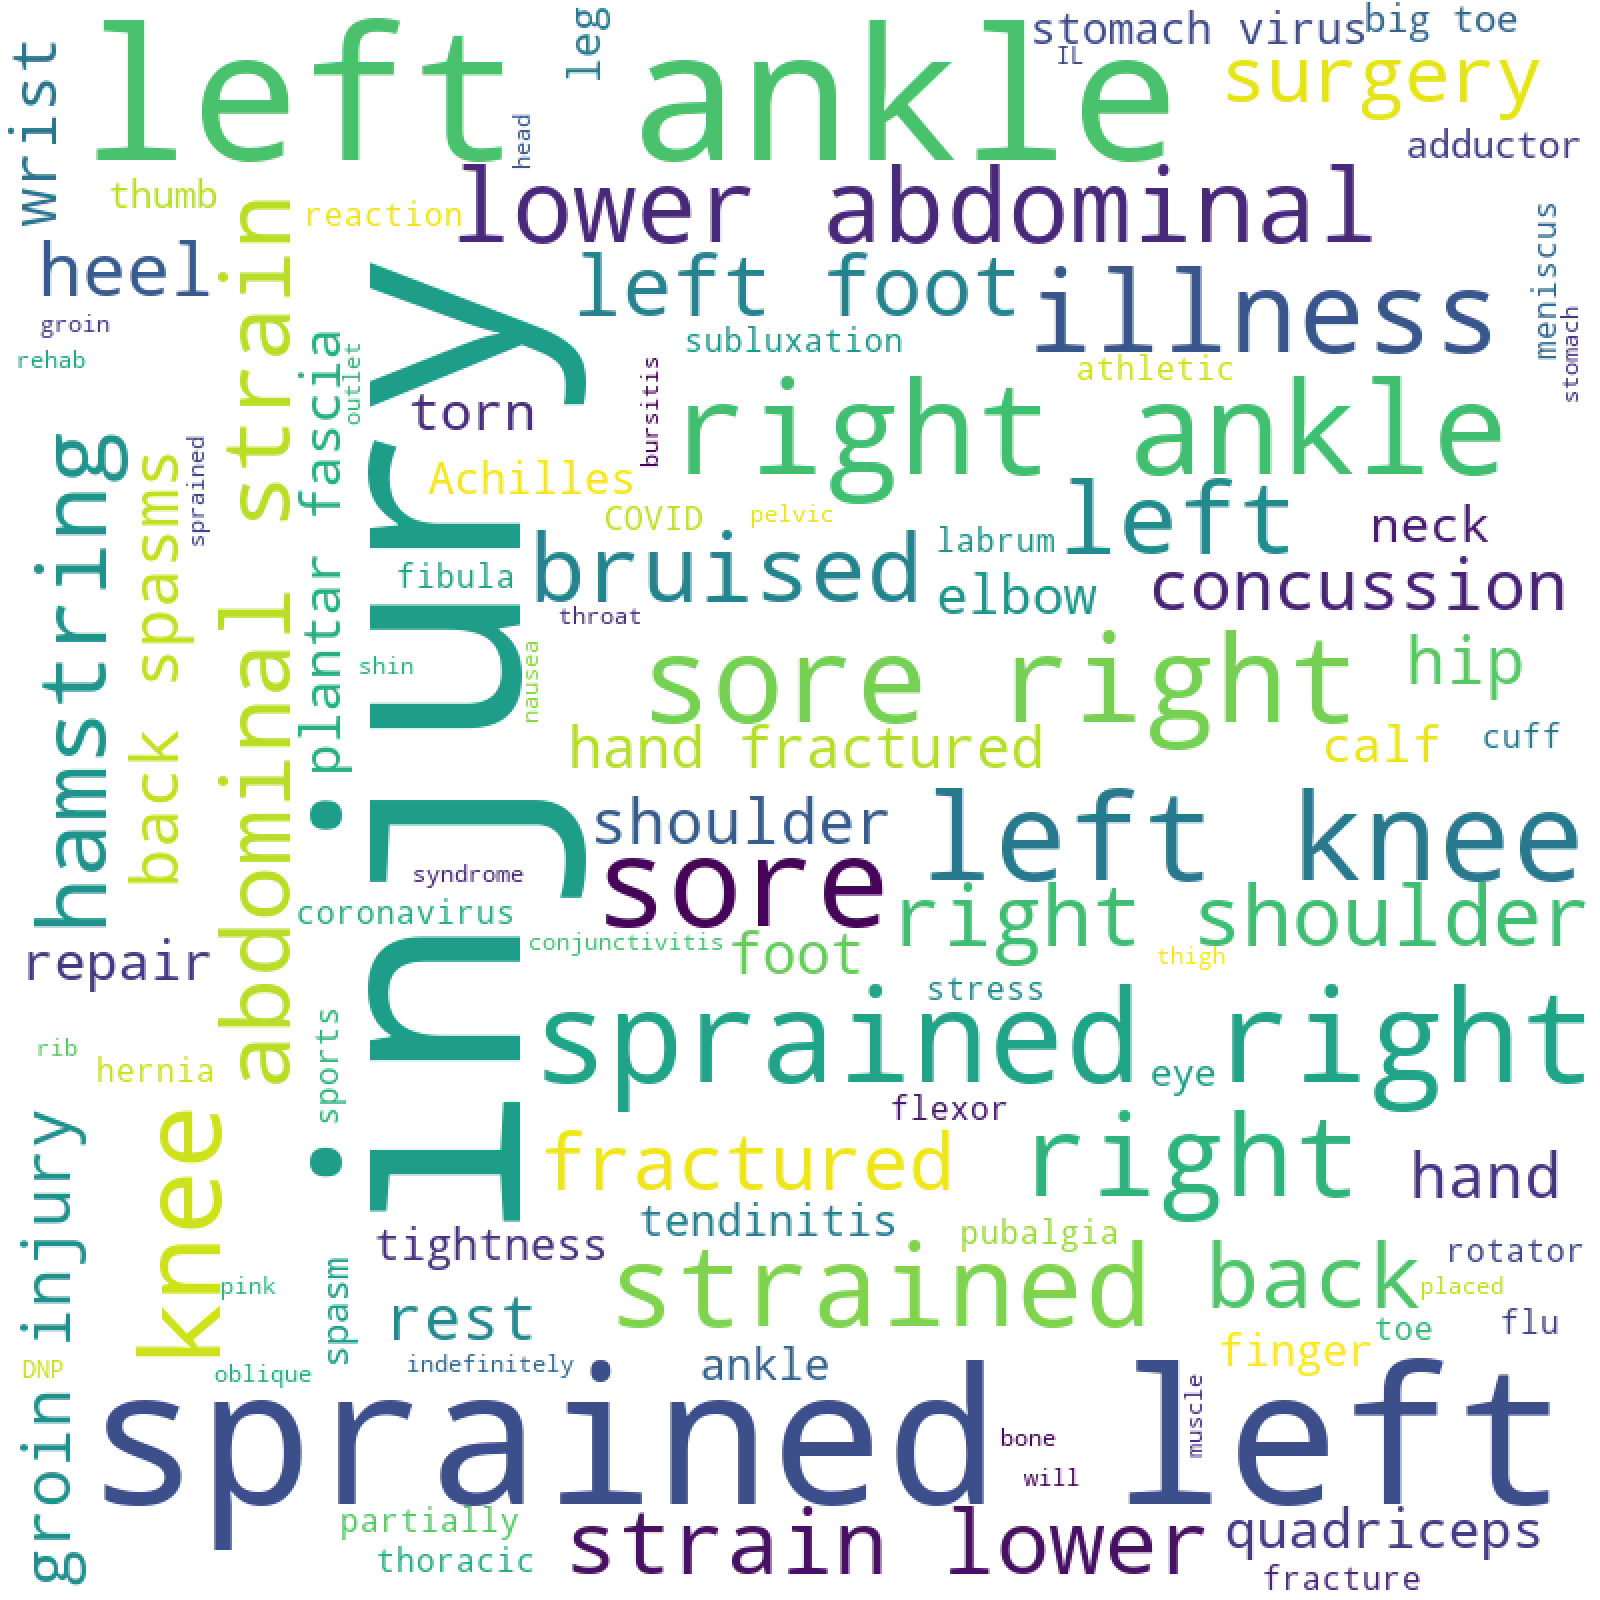 left ankle
leg
stomach virus
big toe
IL
surgery
wrist
head
adductor
thumb
reaction
lower abdominal
heel
left foot
illness
meniscus
groin
rehab
subluxation
stomach
athletic
abdominal strain
plantar fascia
outlet
injury
torn
bursitis
right ankle
hamstring
back spasms
sprained
Achilles
COVID
pelvic
left
neck
labrum
bruised
fibula
elbow
concussion
throat
shin
nausea
sore right
hip
hand fractured
calf
cuff
shoulder
left knee
syndrome
sore
coronavirus
right shoulder
conjunctivitis
foot
thigh
repair
stress
sprained right
sports
rib
hernia
eye
flexor
groin injury
knee
fractured
right
hand
tendinitis
tightness
pubalgia
rotator
strained
back
placed
pink
spasm
rest
toe
flu
finger
DNP
oblique
indefinitely
ankle
sprained left
muscle
bone
will
partially
strain lower
quadriceps
thoracic
fracture